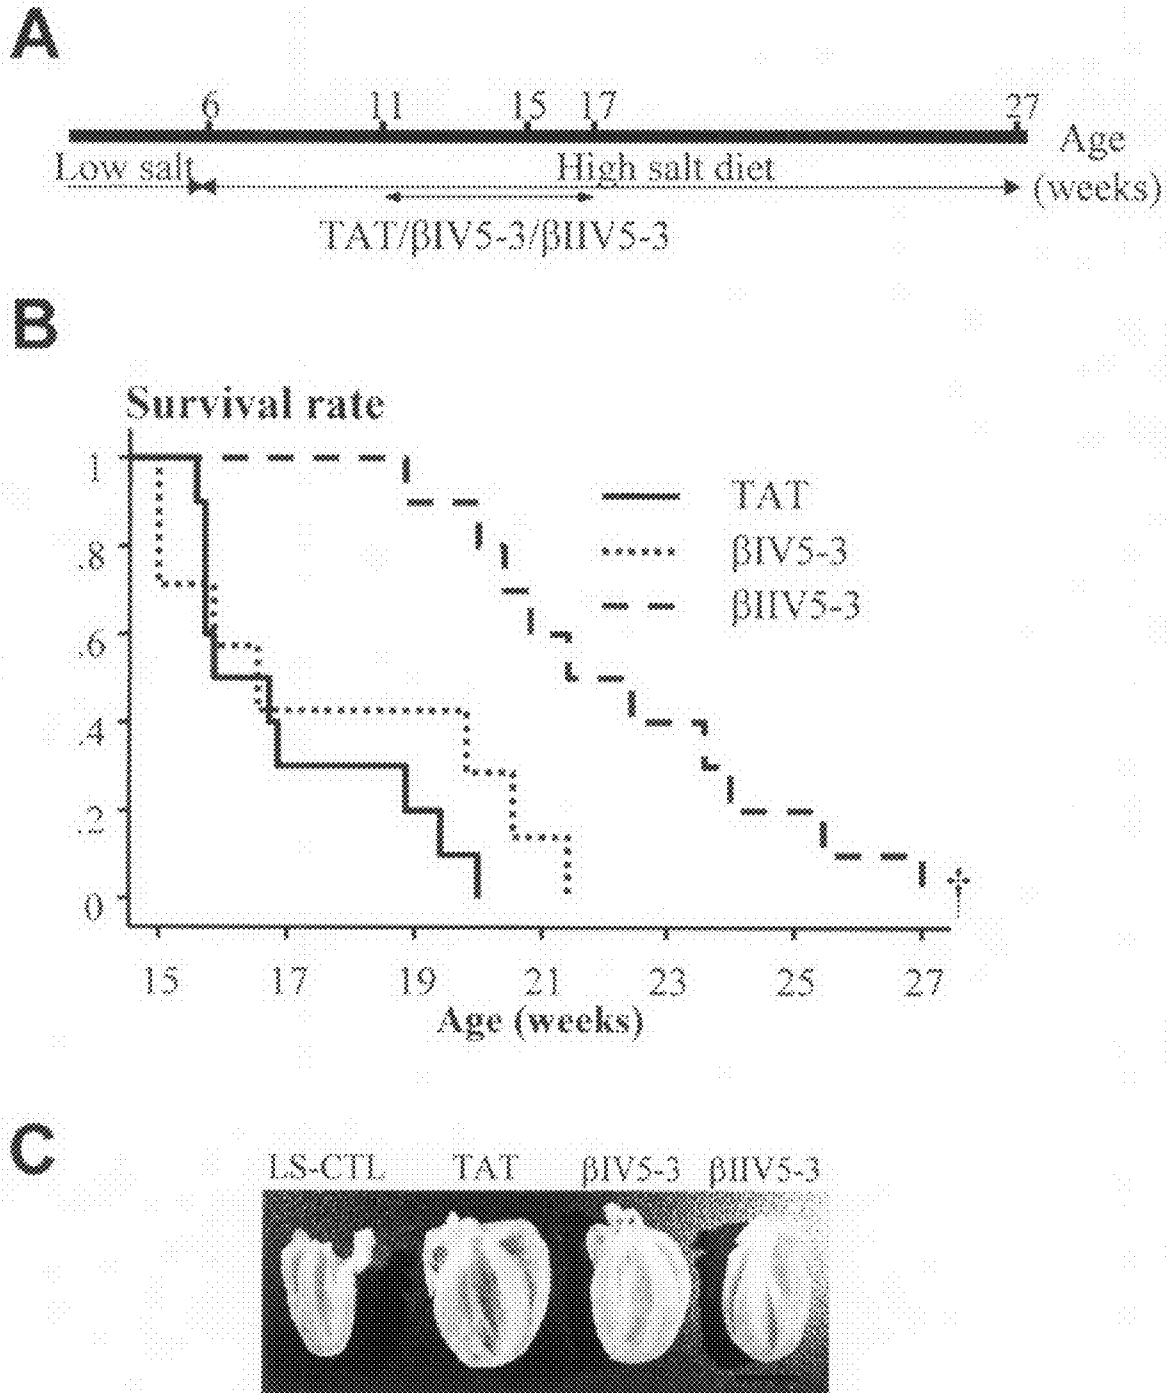 A
6 11 15 17 27
Low salt High salt diet Age
(weeks)
TAT/βIV5-3/βIIV5-3
B
Survival rate
1
.8
.6
.4
.2
0
TAT
βIV5-3
βIIV5-3
†
15 17 19 21 23 25 27
Age (weeks)
C
LS-CTL TAT βIV5-3 βIIV5-3